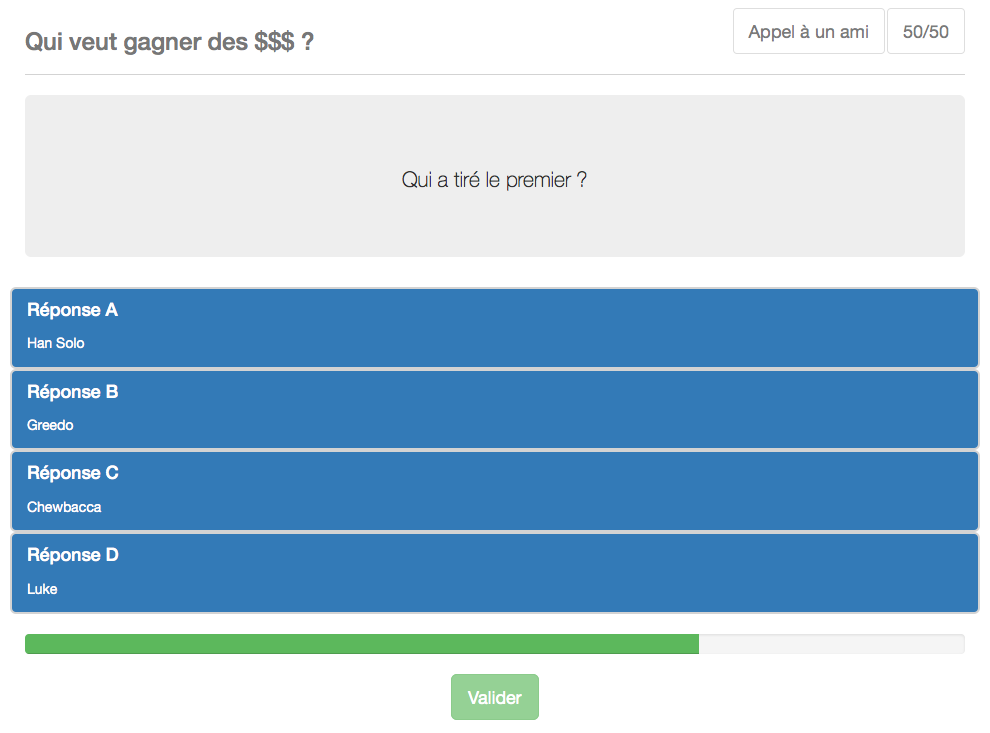 Qui veut gagner des $$$ ?
Appel à un ami
50/50
Qui a tiré le premier ?
Réponse A
Han Solo
Réponse B
Greedo
Réponse C
Chewbacca
Réponse D
Luke
Valider